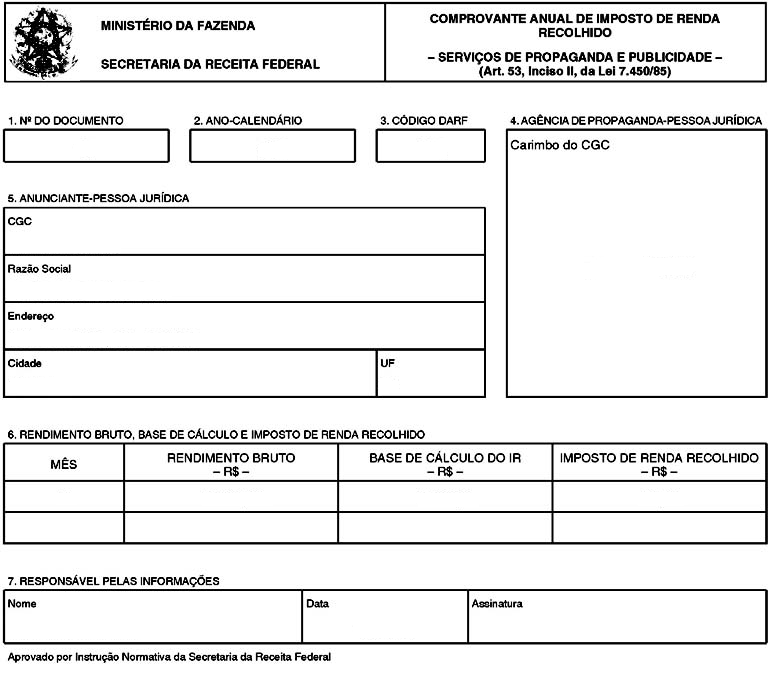 MINISTÉRIO DA FAZENDA
SECRETARIA DA RECEITA FEDERAL
COMPROVANTE ANUAL DE IMPOSTO DE RENDA
RECOLHIDO
– SERVIÇOS DE PROPAGANDA E PUBLICIDADE –
(Art. 53, Inciso II, da Lei 7.450/85)
1. Nº DO DOCUMENTO
2. ANO-CALENDÁRIO
3. CÓDIGO DARF
4. AGÊNCIA DE PROPAGANDA-PESSOA JURÍDICA
Carimbo do CGC
5. ANUNCIANTE-PESSOA JURÍDICA
CGC
Razão Social
Endereço
Cidade
UF
6. RENDIMENTO BRUTO, BASE DE CÁLCULO E IMPOSTO DE RENDA RECOLHIDO
MÊS
RENDIMENTO BRUTO
– R$ –
BASE DE CÁLCULO DO IR
– R$ –
IMPOSTO DE RENDA RECOLHIDO
– R$ –
7. RESPONSÁVEL PELAS INFORMAÇÕES
Nome
Data
Assinatura
Aprovado por Instrução Normativa da Secretaria da Receita Federal